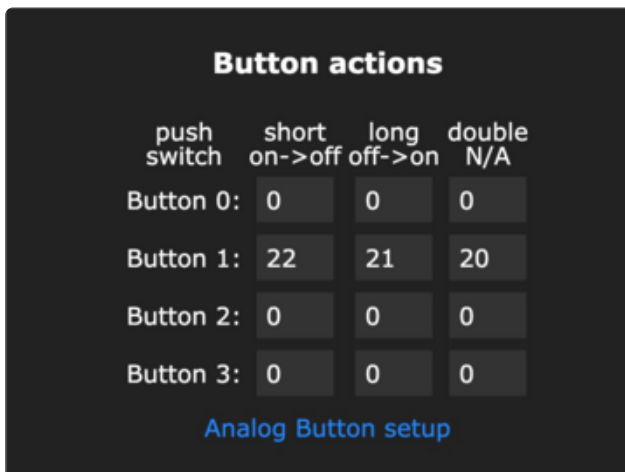 Button actions
push short long double
switch on->off off->on N/A
Button 0: 0 0 0
Button 1: 22 21 20
Button 2: 0 0 0
Button 3: 0 0 0
Analog Button setup